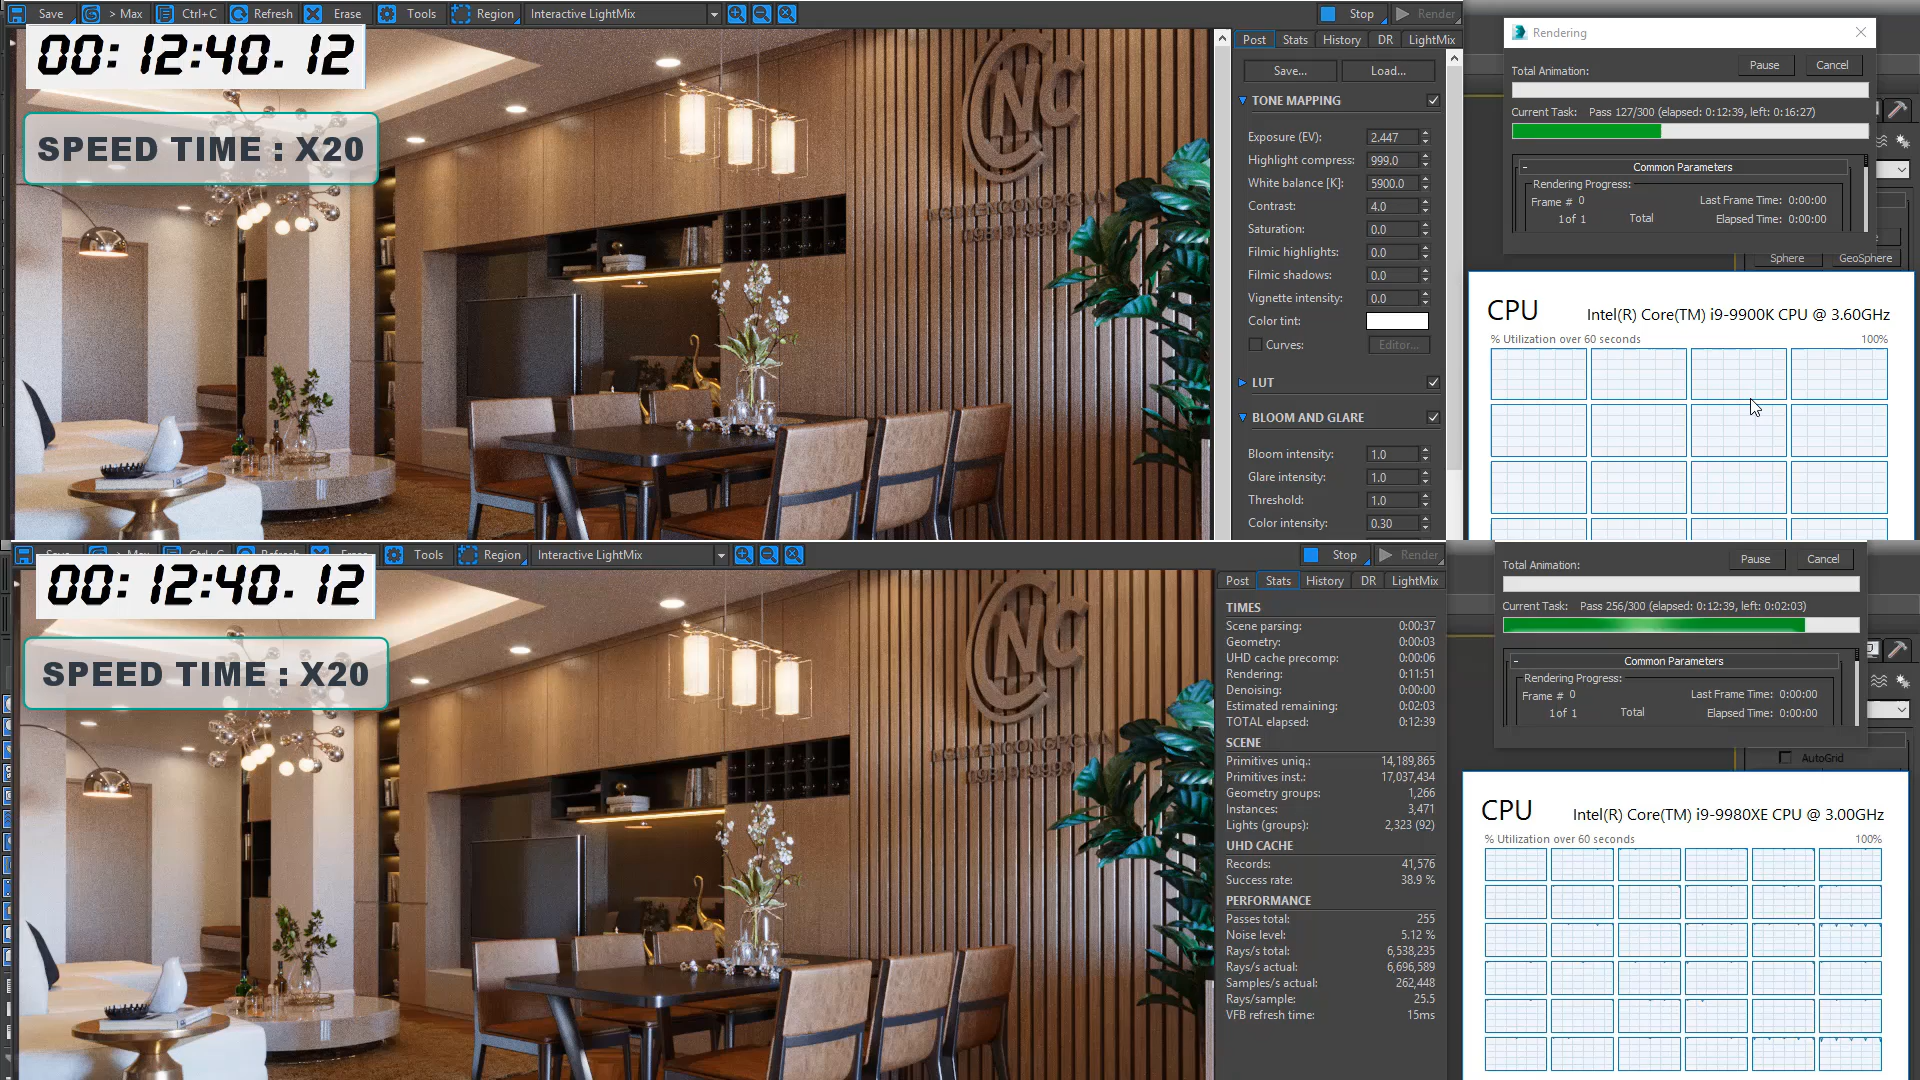 Save > Max Ctrl+C Refresh Erase Tools Region Interactive LightMix Stop Render
00:12:40.12
SPEED TIME : X20
Post Stats History DR LightMix
Save... Load...
TONE MAPPING
Exposure (EV): 2.447
Highlight compress: 999.0
White balance [K]: 5900.0
Contrast: 4.0
Saturation: 0.0
Filmic highlights: 0.0
Filmic shadows: 0.0
Vignette intensity: 0.0
Color tint:
Curves: Editor...
LUT
BLOOM AND GLARE
Bloom intensity: 1.0
Glare intensity: 1.0
Threshold: 1.0
Color intensity: 0.30
Rendering
Total Animation: Pause Cancel
Current Task: Pass 127/300 (elapsed: 0:12:39, left: 0:16:27)
Common Parameters
Rendering Progress:
Frame # 0 Last Frame Time: 0:00:00
1 of 1 Total Elapsed Time: 0:00:00
Sphere GeoSphere
CPU Intel(R) Core(TM) i9-9900K CPU @ 3.60GHz
% Utilization over 60 seconds 100%
NC
Save > Max Ctrl+C Refresh Erase Tools Region Interactive LightMix Stop Render
00:12:40.12
SPEED TIME : X20
Post Stats History DR LightMix
TIMES
Scene parsing: 0:00:37
Geometry: 0:00:03
UHD cache precomp: 0:00:06
Rendering: 0:11:51
Denoising: 0:00:00
Estimated remaining: 0:02:03
TOTAL elapsed: 0:12:39
SCENE
Primitives uniq.: 14,189,865
Primitives inst.: 17,037,434
Geometry groups: 1,266
Instances: 3,471
Lights (groups): 2,323 (92)
UHD CACHE
Records: 41,576
Success rate: 38.9 %
PERFORMANCE
Passes total: 255
Noise level: 5.12 %
Rays/s total: 6,538,235
Rays/s actual: 6,696,589
Samples/s actual: 262,448
Rays/sample: 25.5
VFB refresh time: 15ms
Total Animation: Pause Cancel
Current Task: Pass 256/300 (elapsed: 0:12:39, left: 0:02:03)
Common Parameters
Rendering Progress:
Frame # 0 Last Frame Time: 0:00:00
1 of 1 Total Elapsed Time: 0:00:00
AutoGrid
CPU Intel(R) Core(TM) i9-9980XE CPU @ 3.00GHz
% Utilization over 60 seconds 100%
NC